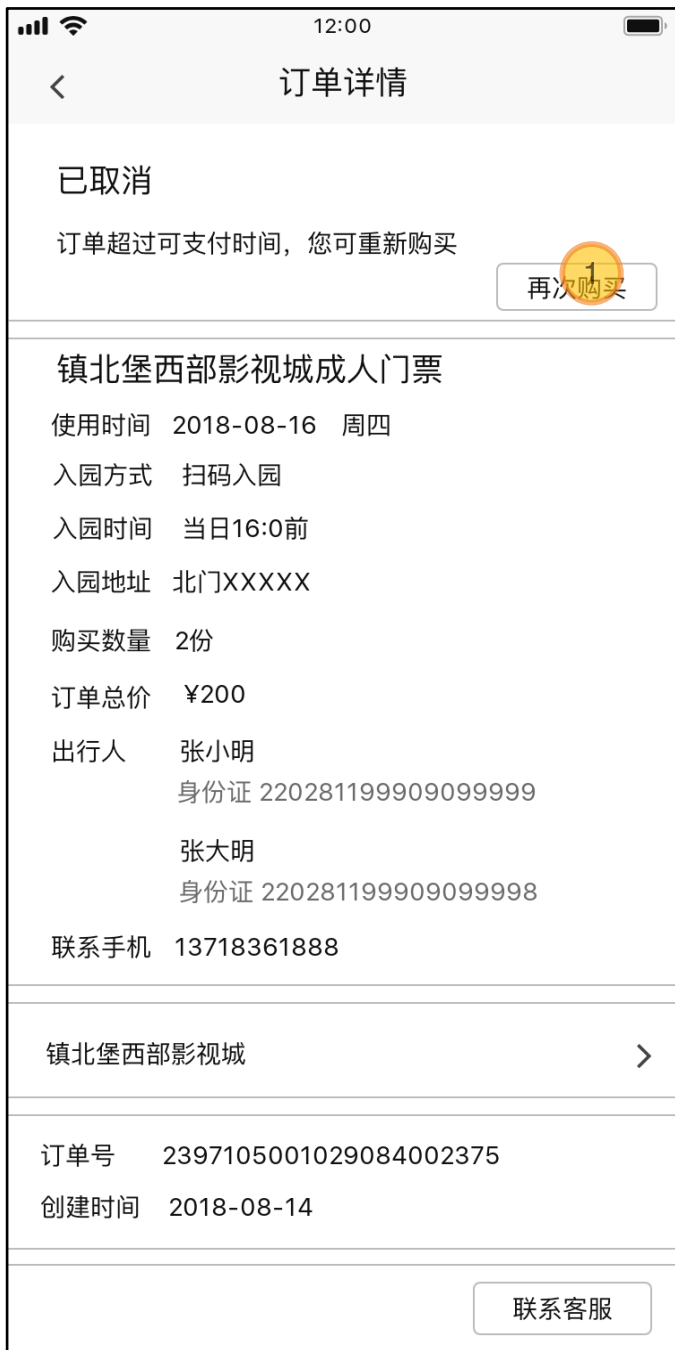 12:00
订单详情
已取消
订单超过可支付时间，您可重新购买
1
再次购买
镇北堡西部影视城成人门票
使用时间 2018-08-16 周四
入园方式 扫码入园
入园时间 当日16:0前
入园地址 北门XXXXX
购买数量 2份
订单总价 ¥200
出行人 张小明
身份证 220281199909099999
张大明
身份证 220281199909099998
联系手机 13718361888
镇北堡西部影视城
订单号 2397105001029084002375
创建时间 2018-08-14
联系客服